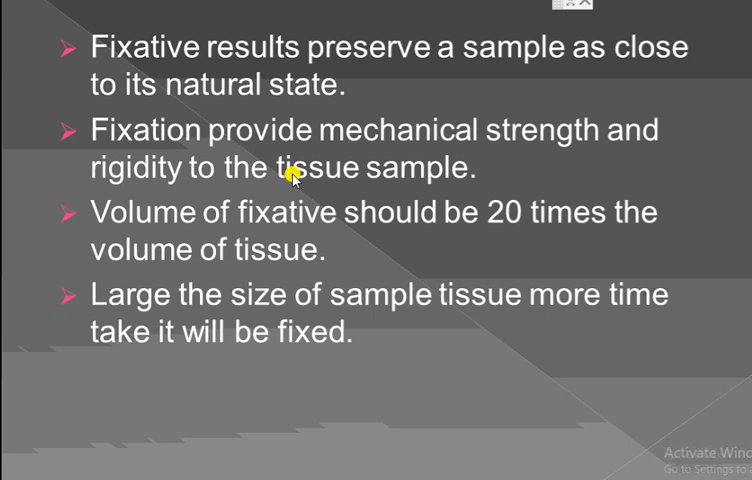 Fixative results preserve a sample as close
to its natural state.
Fixation provide mechanical strength and
rigidity to the tissue sample.
Volume of fixative should be 20 times the
volume of tissue.
Large the size of sample tissue more time
take it will be fixed.
Activate Wind
Go to Settings to a